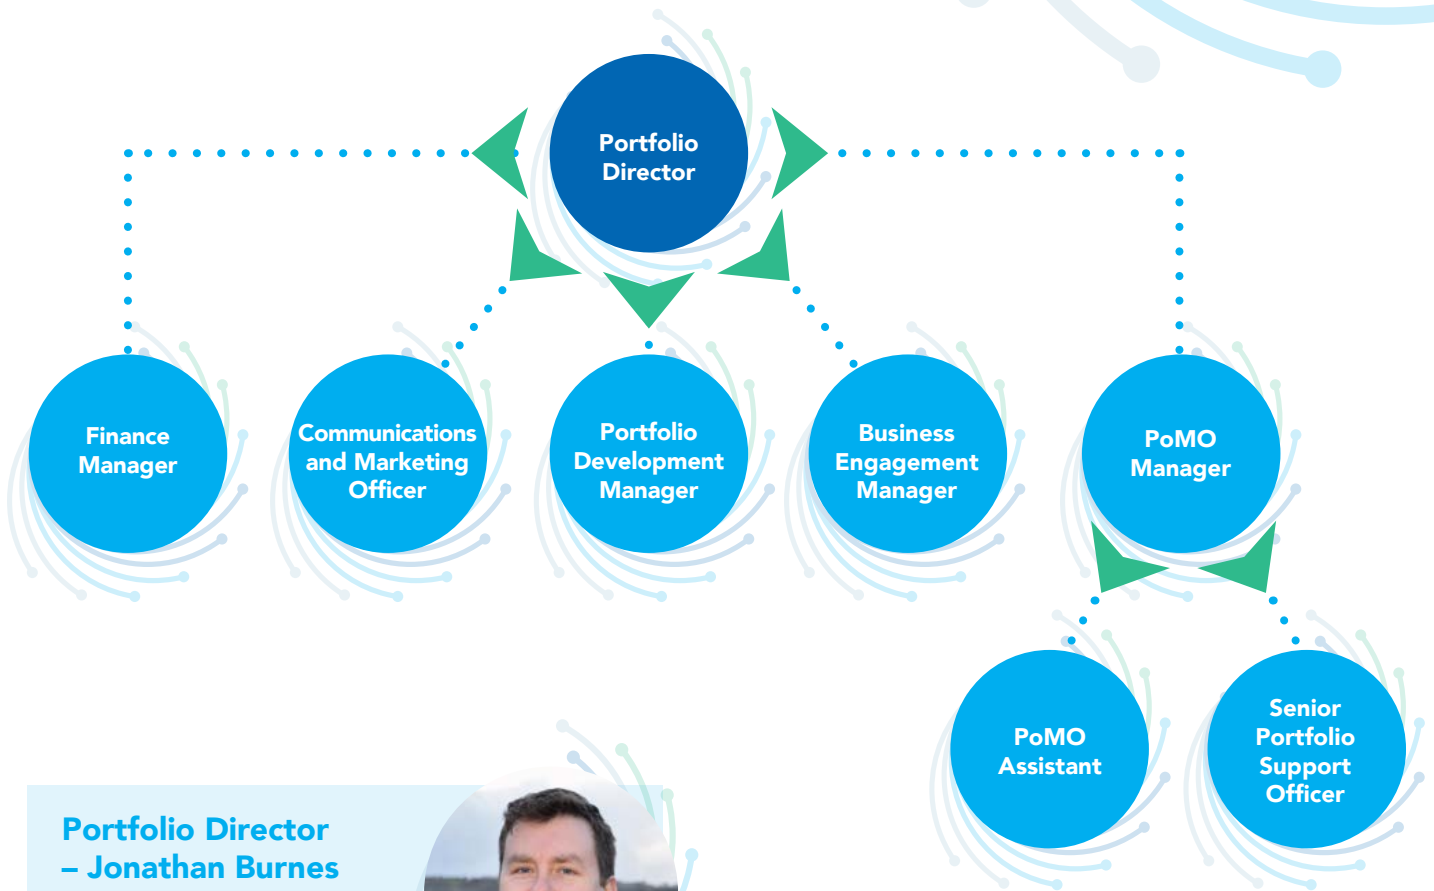 Portfolio
Director
Finance
Manager
Communications
and Marketing
Officer
Portfolio
Development
Manager
Business
Engagement
Manager
PoMO
Manager
PoMO
Assistant
Senior
Portfolio
Support
Officer
Portfolio Director
– Jonathan Burnes